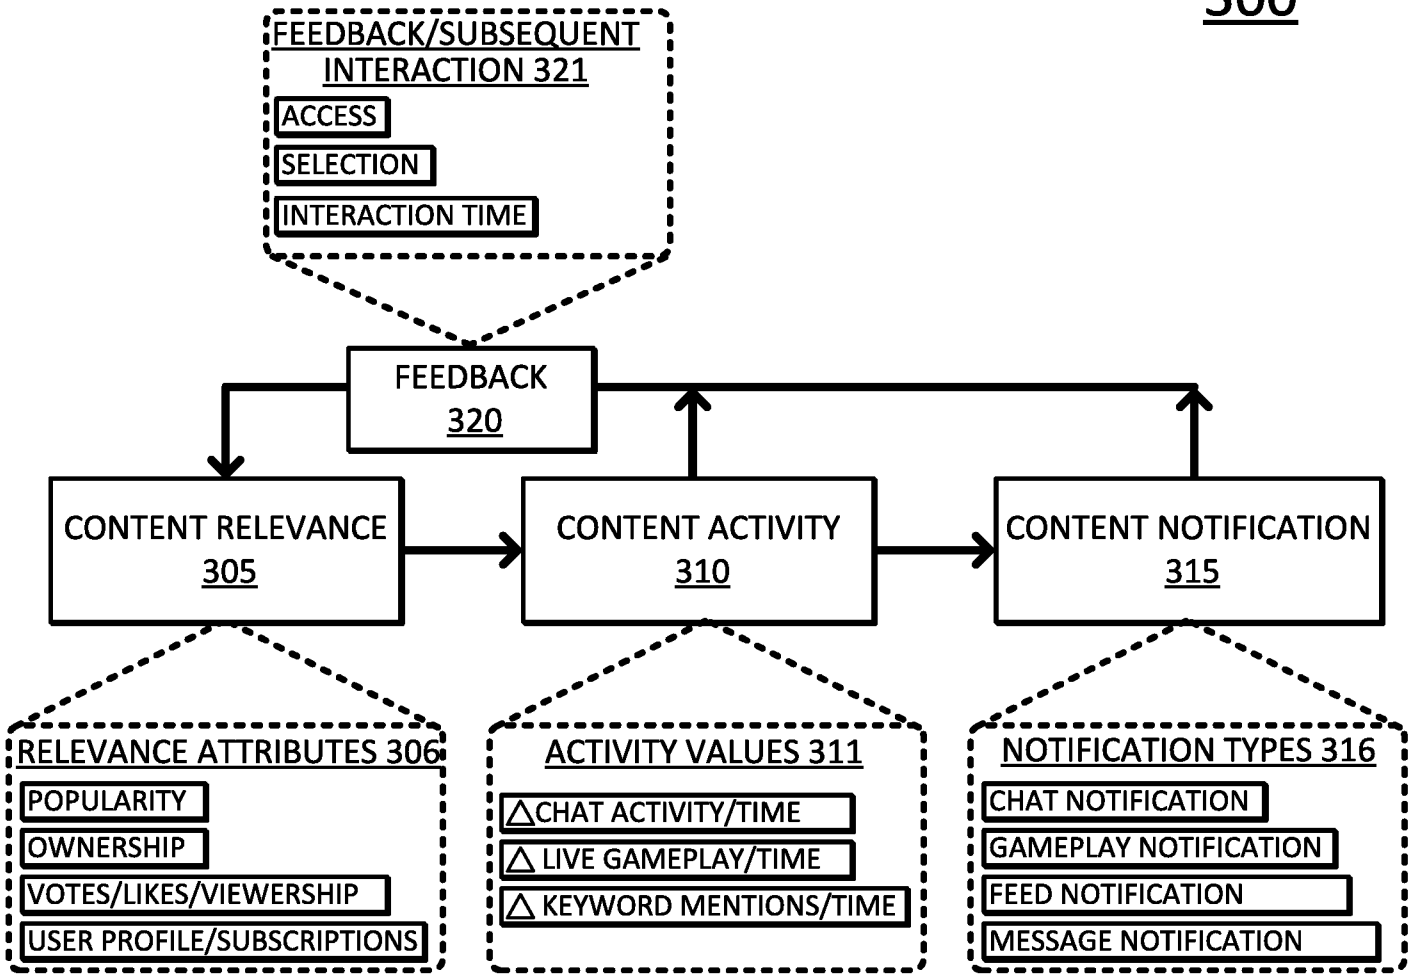 300
FEEDBACK/SUBSEQUENT
INTERACTION 321
ACCESS
SELECTION
INTERACTION TIME
FEEDBACK
320
CONTENT RELEVANCE
305
CONTENT ACTIVITY
310
CONTENT NOTIFICATION
315
RELEVANCE ATTRIBUTES 306
POPULARITY
OWNERSHIP
VOTES/LIKES/VIEWERSHIP
USER PROFILE/SUBSCRIPTIONS
ACTIVITY VALUES 311
△CHAT ACTIVITY/TIME
△ LIVE GAMEPLAY/TIME
△ KEYWORD MENTIONS/TIME
NOTIFICATION TYPES 316
CHAT NOTIFICATION
GAMEPLAY NOTIFICATION
FEED NOTIFICATION
MESSAGE NOTIFICATION